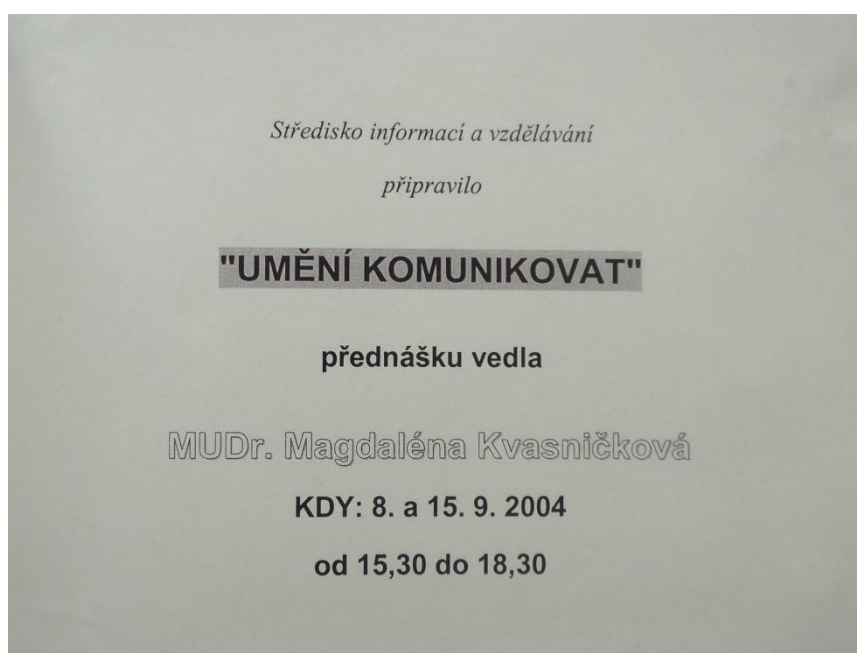 Středisko informací a vzdělávání
připravilo
"UMĚNÍ KOMUNIKOVAT"
přednášku vedla
MUDr. Magdaléna Kvasničková
KDY: 8. a 15. 9. 2004
od 15,30 do 18,30